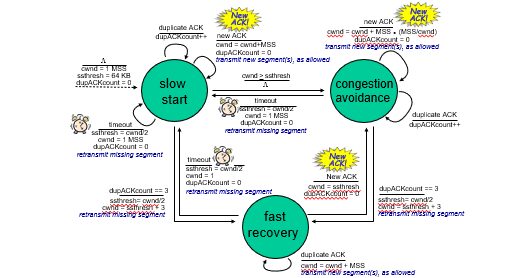 New
ACK!
duplicate ACK
dupACKcount++
new ACK
cwnd = cwnd+MSS
dupACKcount = 0
transmit new segment(s), as allowed
New
ACK!
new ACK
cwnd = cwnd + MSS • (MSS/cwnd)
dupACKcount = 0
transmit new segment(s), as allowed
Λ
cwnd = 1 MSS
ssthresh = 64 KB
dupACKcount = 0
slow
start
cwnd > ssthresh
Λ
timeout
ssthresh = cwnd/2
cwnd = 1 MSS
dupACKcount = 0
retransmit missing segment
congestion
avoidance
duplicate ACK
dupACKcount++
timeout
ssthresh = cwnd/2
cwnd = 1 MSS
dupACKcount = 0
retransmit missing segment
timeout
ssthresh = cwnd/2
cwnd = 1
dupACKcount = 0
retransmit missing segment
New
ACK!
New ACK
cwnd = ssthresh
dupACKcount = 0
dupACKcount == 3
ssthresh= cwnd/2
cwnd = ssthresh + 3
retransmit missing segment
dupACKcount == 3
ssthresh= cwnd/2
cwnd = ssthresh + 3
retransmit missing segment
fast
recovery
duplicate ACK
cwnd = cwnd + MSS
transmit new segment(s), as allowed